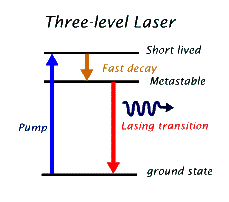 Three-level Laser
Short lived
Fast decay
Metastable
Pump
Lasing transition
ground state